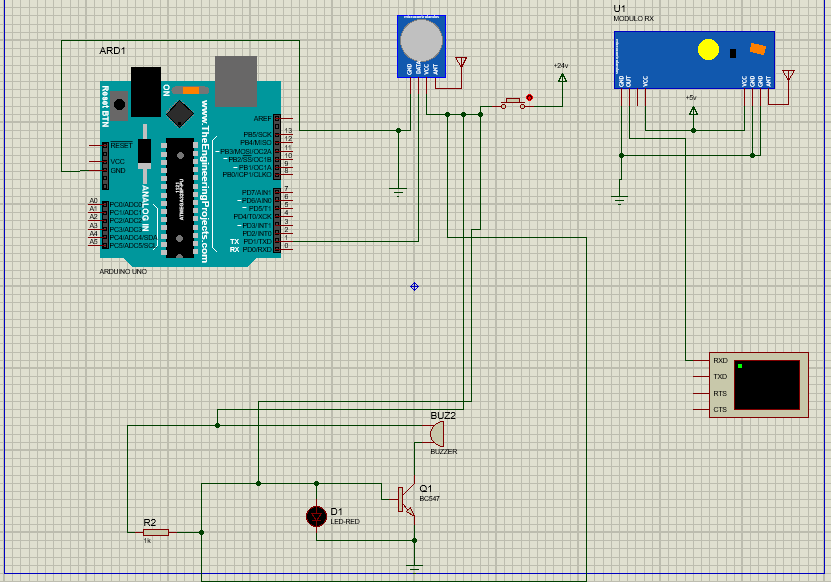 U1
MODULO RX
ARD1
+24v
+5v
Reset BTN
ON
www.TheEngineeringProjects.com
ANALOG IN
RESET
VCC
GND
A0 PC0/ADC0
A1 PC1/ADC1
A2 PC2/ADC2
A3 PC3/ADC3
A4 PC4/ADC4/SDA
A5 PC5/ADC5/SCL
AREF
PB5/SCK 13
PB4/MISO 12
~PB3/MOSI/OC2A 11
~PB2/SS/OC1B 10
~PB1/OC1A 9
PB0/ICP1/CLKO 8
PD7/AIN1 7
~PD6/AIN0 6
~PD5/T1 5
PD4/T0/XCK 4
~PD3/INT1 3
PD2/INT0 2
TX PD1/TXD 1
RX PD0/RXD 0
ARDUINO UNO
GND DATA VCC ANT
GND OUT VCC
VCC GND GND ANT
RXD
TXD
RTS
CTS
BUZ2
BUZZER
Q1
BC547
D1
LED-RED
R2
1k